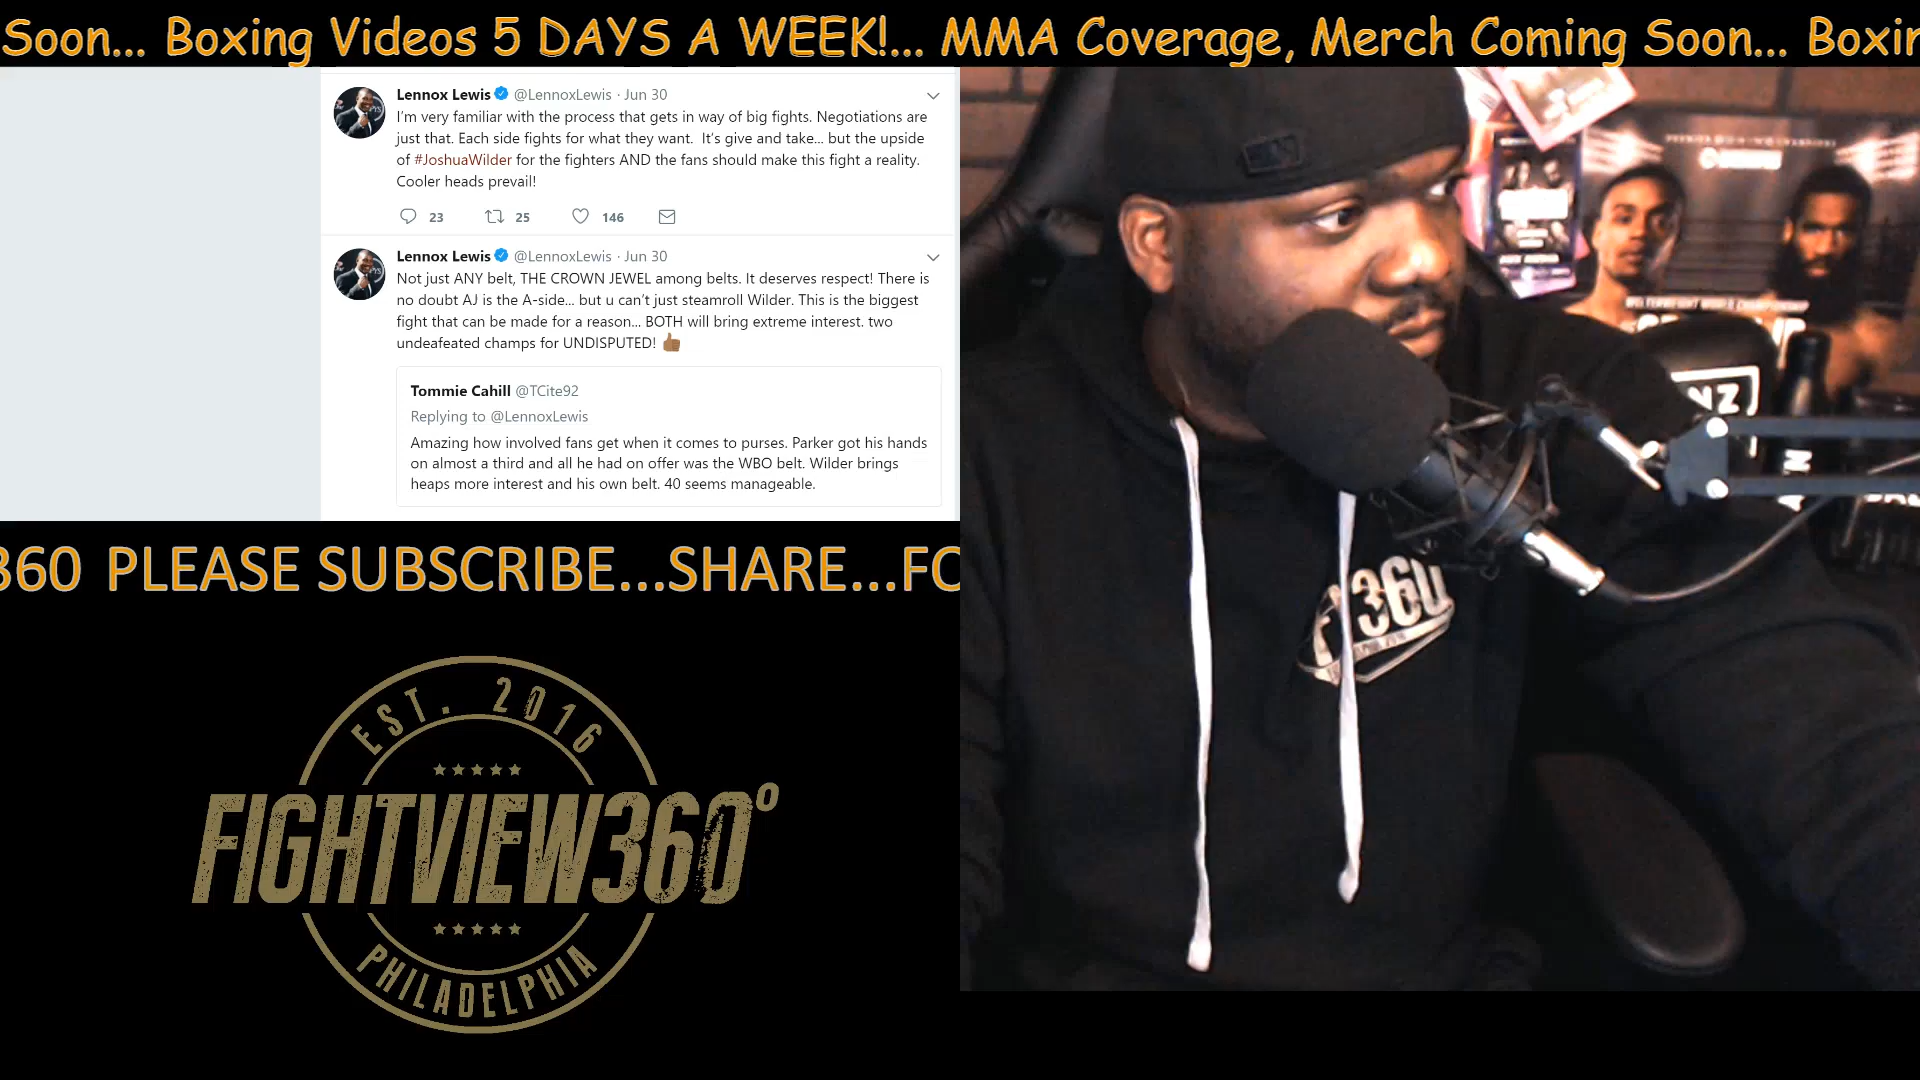 Soon... Boxing Videos 5 DAYS A WEEK!... MMA Coverage, Merch Coming Soon... Boxin
Lennox Lewis @LennoxLewis · Jun 30
I’m very familiar with the process that gets in way of big fights. Negotiations are
just that. Each side fights for what they want.  It’s give and take... but the upside
of #JoshuaWilder for the fighters AND the fans should make this fight a reality.
Cooler heads prevail!
23 25 146
Lennox Lewis @LennoxLewis · Jun 30
Not just ANY belt, THE CROWN JEWEL among belts. It deserves respect! There is
no doubt AJ is the A-side... but u can’t just steamroll Wilder. This is the biggest
fight that can be made for a reason... BOTH will bring extreme interest. two
undeafeated champs for UNDISPUTED!
Tommie Cahill @TCite92
Replying to @LennoxLewis
Amazing how involved fans get when it comes to purses. Parker got his hands
on almost a third and all he had on offer was the WBO belt. Wilder brings
heaps more interest and his own belt. 40 seems manageable.
360 PLEASE SUBSCRIBE...SHARE...FO
EST. 2016
FIGHTVIEW360°
PHILADELPHIA
360